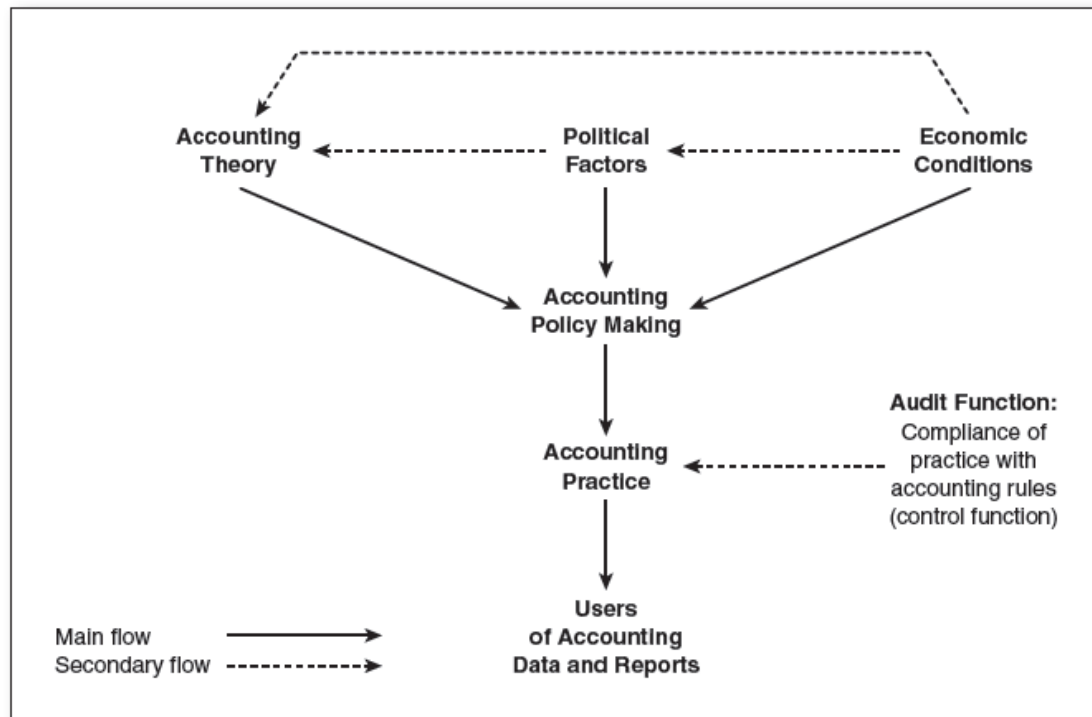 Accounting
Theory
Political
Factors
Economic
Conditions
Accounting
Policy Making
Audit Function:
Compliance of
practice with
accounting rules
(control function)
Accounting
Practice
Users
of Accounting
Data and Reports
Main flow
Secondary flow